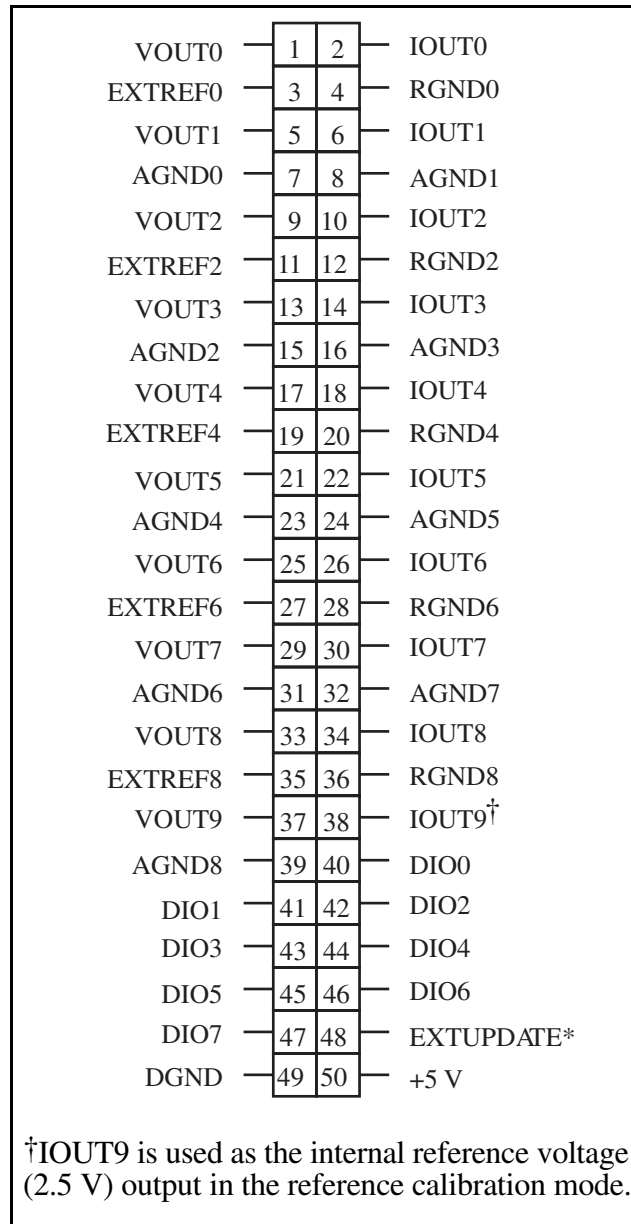 VOUT0 1 2 IOUT0
EXTREF0 3 4 RGND0
VOUT1 5 6 IOUT1
AGND0 7 8 AGND1
VOUT2 9 10 IOUT2
EXTREF2 11 12 RGND2
VOUT3 13 14 IOUT3
AGND2 15 16 AGND3
VOUT4 17 18 IOUT4
EXTREF4 19 20 RGND4
VOUT5 21 22 IOUT5
AGND4 23 24 AGND5
VOUT6 25 26 IOUT6
EXTREF6 27 28 RGND6
VOUT7 29 30 IOUT7
AGND6 31 32 AGND7
VOUT8 33 34 IOUT8
EXTREF8 35 36 RGND8
VOUT9 37 38 IOUT9†
AGND8 39 40 DIO0
DIO1 41 42 DIO2
DIO3 43 44 DIO4
DIO5 45 46 DIO6
DIO7 47 48 EXTUPDATE*
DGND 49 50 +5 V
†IOUT9 is used as the internal reference voltage
(2.5 V) output in the reference calibration mode.